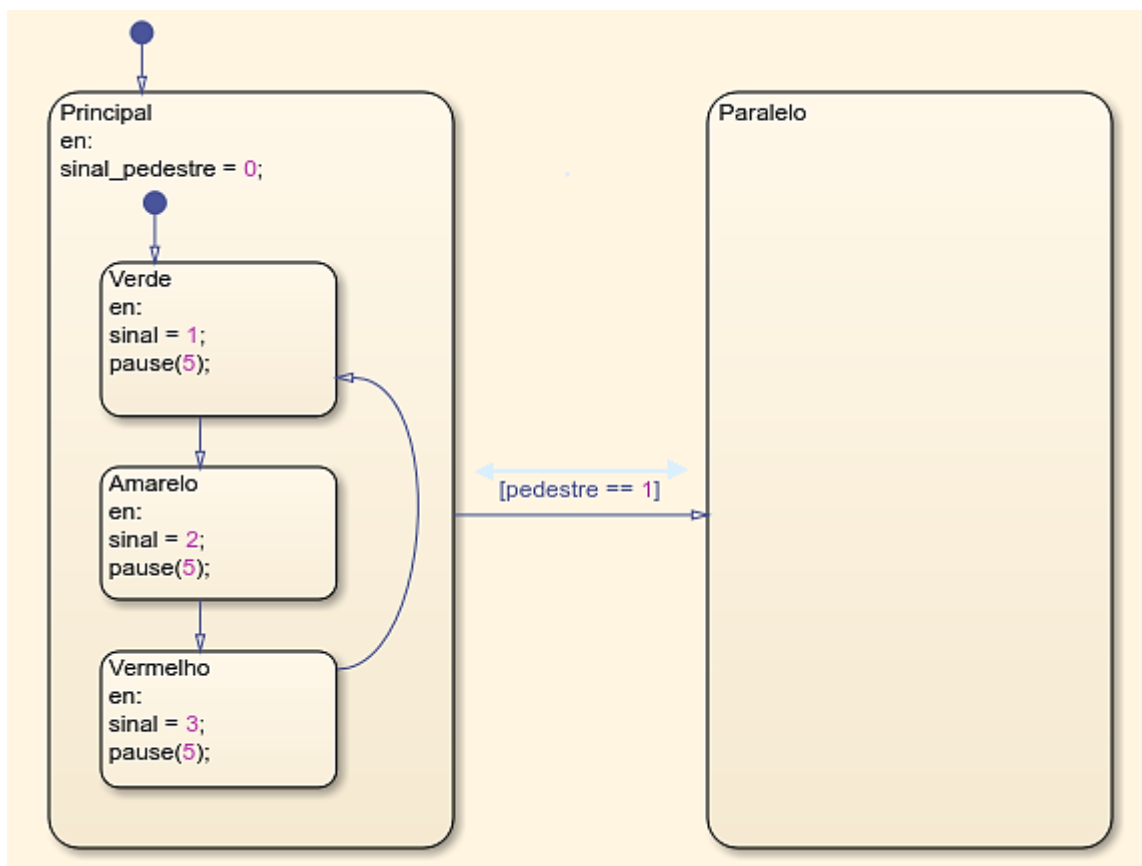 Principal
en:
sinal_pedestre = 0;
Verde
en:
sinal = 1;
pause(5);
Amarelo
en:
sinal = 2;
pause(5);
Vermelho
en:
sinal = 3;
pause(5);
[pedestre == 1]
Paralelo